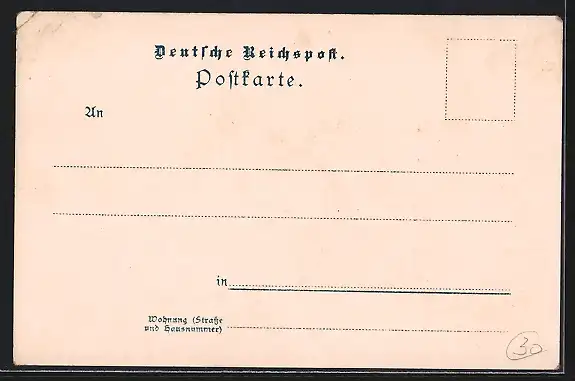 Deutſche Reichspoſt.
Poſtkarte.
An
in
Wohnung (Straße
und Hausnummer)
30